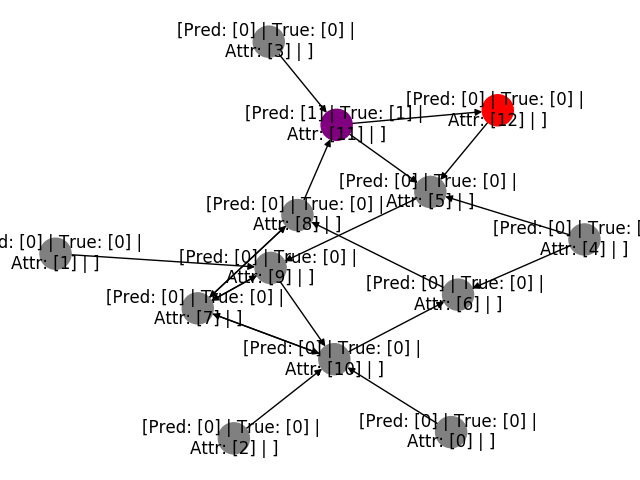 [Pred: [0] | True: [0] |
Attr: [3] | ]
[Pred: [0] | True: [0] |
Attr: [12] | ]
[Pred: [1] | True: [1] |
Attr: [11] | ]
[Pred: [0] | True: [0] |
Attr: [5] | ]
[Pred: [0] | True: [0] |
Attr: [8] | ]
[Pred: [0] | True: [
Attr: [4] | ]
d: [0] | True: [0] |
Attr: [1] | ]
[Pred: [0] | True: [0] |
Attr: [9] | ]
[Pred: [0] | True: [0] |
Attr: [6] | ]
[Pred: [0] | True: [0] |
Attr: [7] | ]
[Pred: [0] | True: [0] |
Attr: [10] | ]
[Pred: [0] | True: [0] |
Attr: [0] | ]
[Pred: [0] | True: [0] |
Attr: [2] | ]